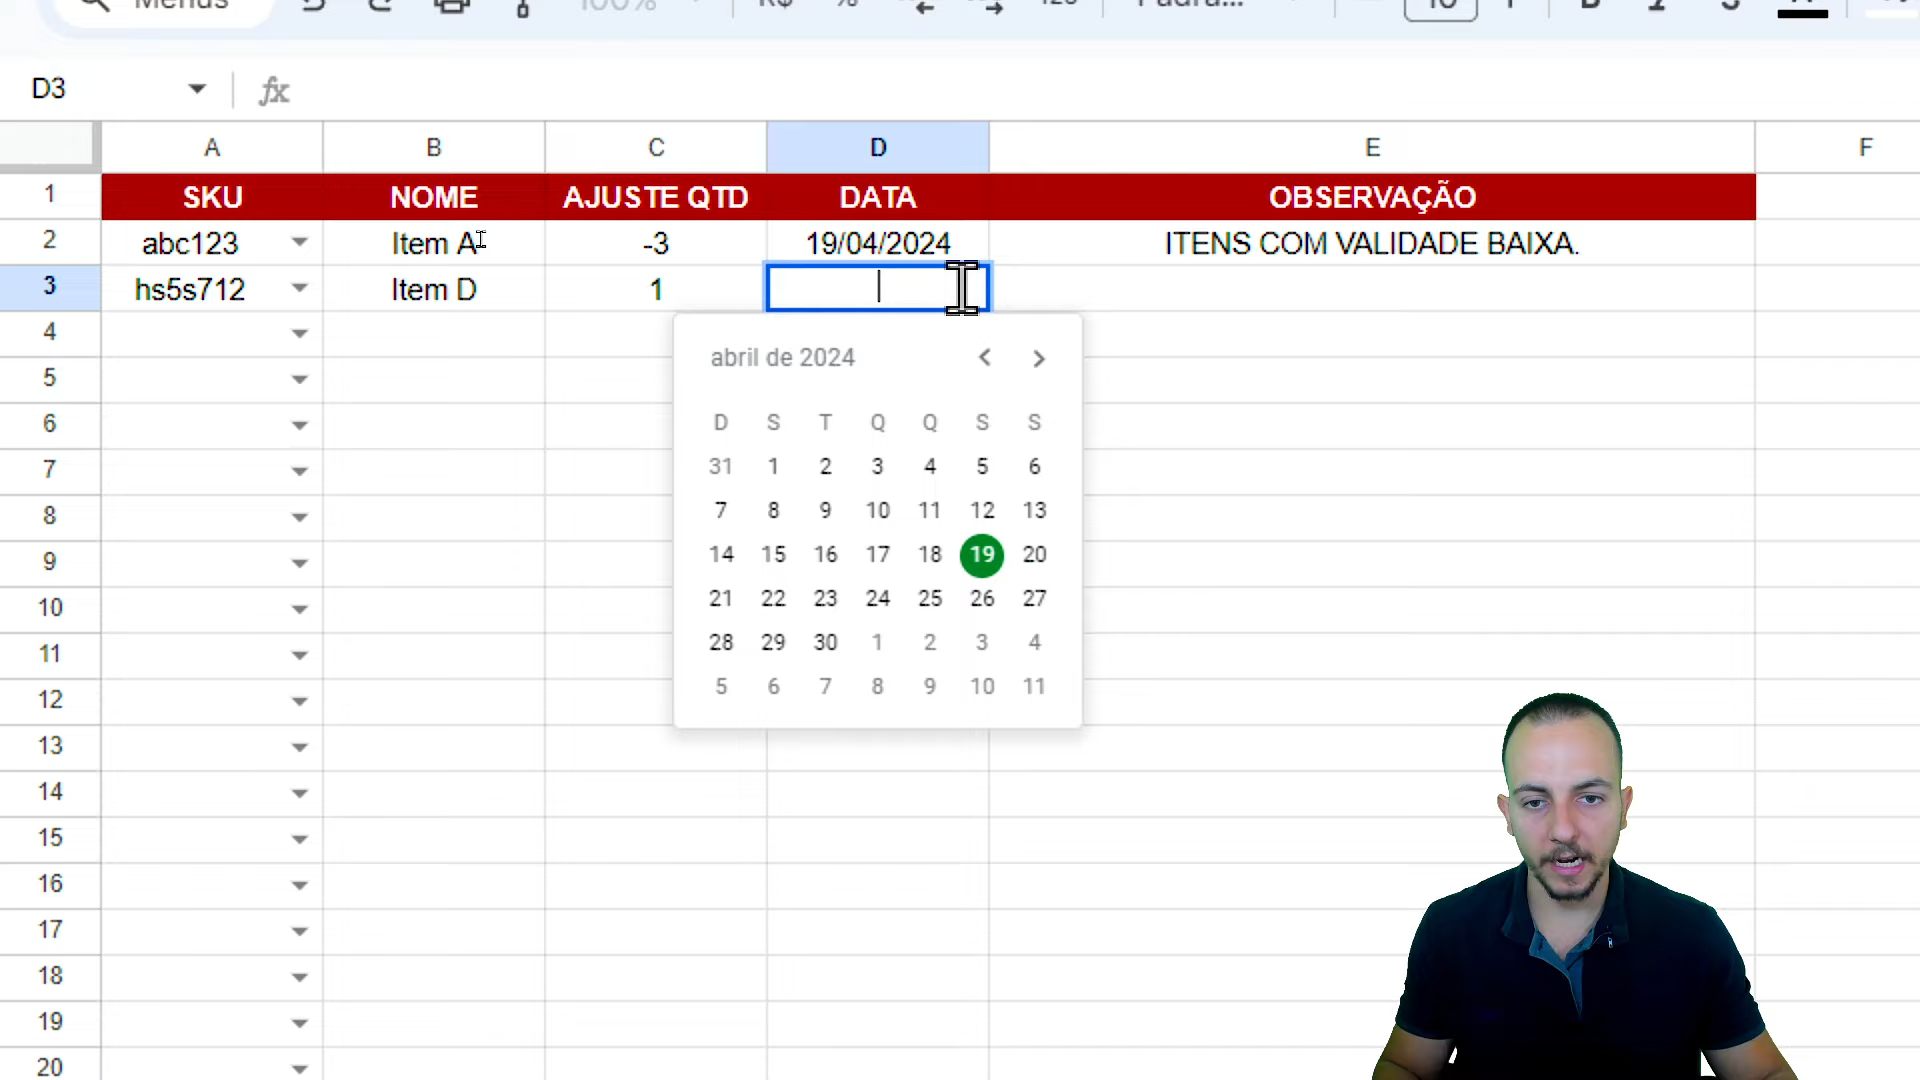 Menus 100% R$ % 123 Padrã... 10
D3 fx
A B C D E F
1 SKU NOME AJUSTE QTD DATA OBSERVAÇÃO
2 abc123 Item A -3 19/04/2024 ITENS COM VALIDADE BAIXA.
3 hs5s712 Item D 1
4
abril de 2024
5
D S T Q Q S S
6
31 1 2 3 4 5 6
7
7 8 9 10 11 12 13
8
14 15 16 17 18 19 20
9
21 22 23 24 25 26 27
10
28 29 30 1 2 3 4
11
5 6 7 8 9 10 11
12
13
14
15
16
17
18
19
20